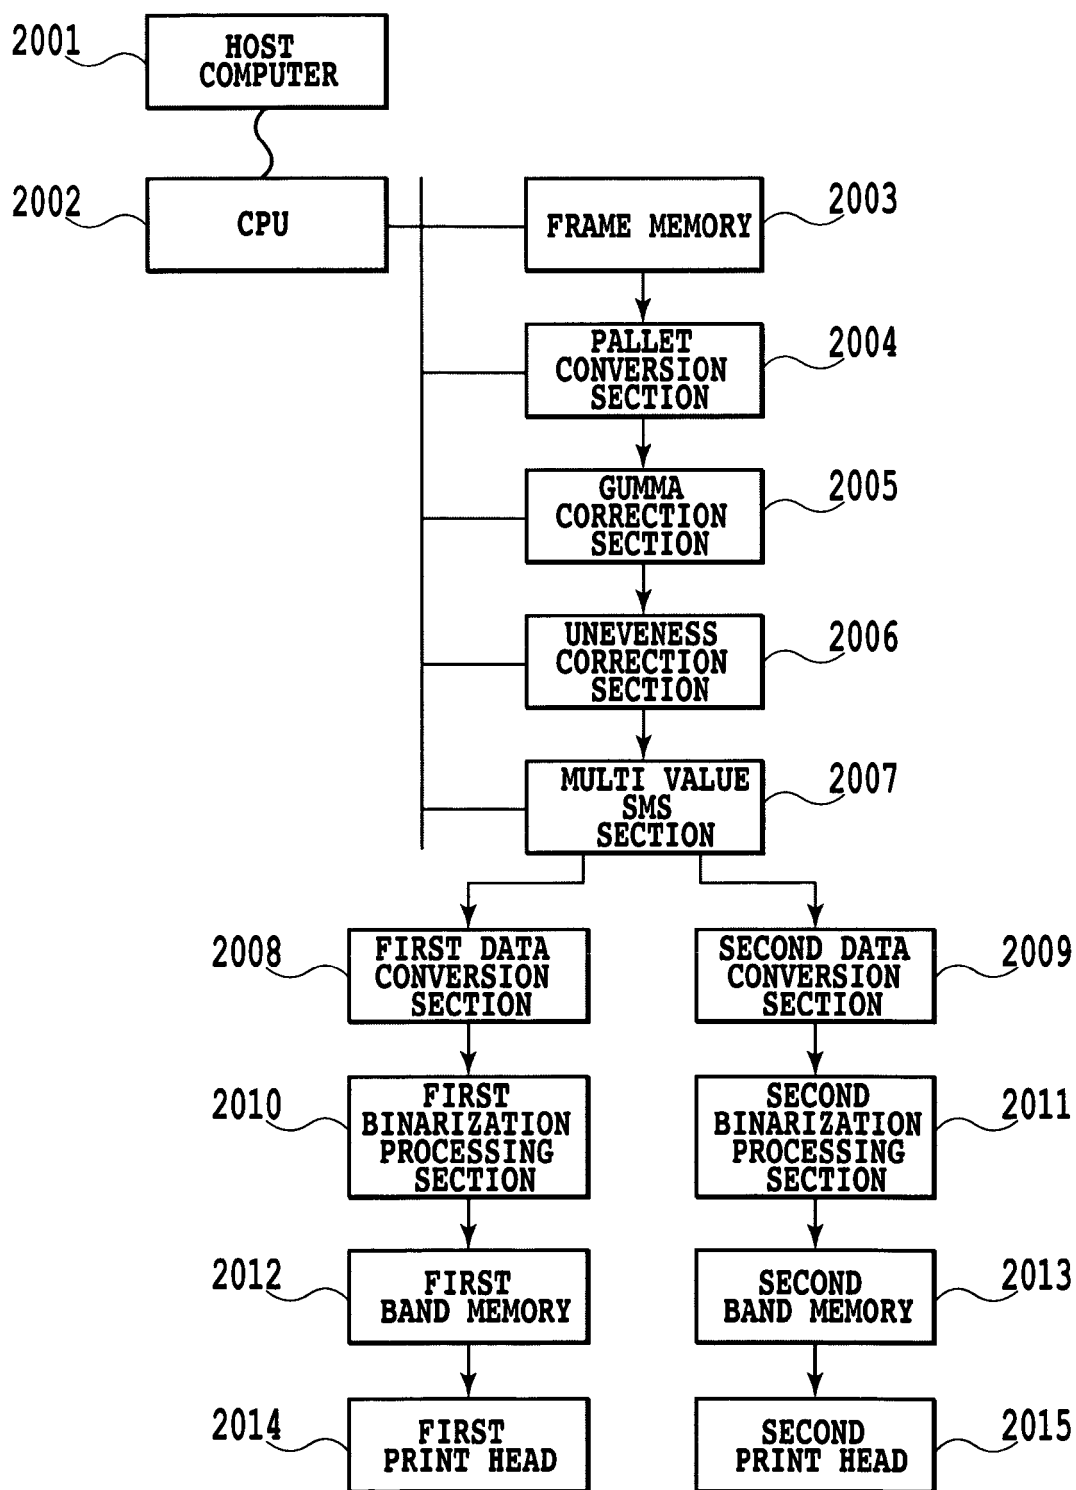 2001
HOST
COMPUTER
2002
CPU
FRAME MEMORY
2003
PALLET
CONVERSION
SECTION
2004
GUMMA
CORRECTION
SECTION
2005
UNEVENESS
CORRECTION
SECTION
2006
MULTI VALUE
SMS
SECTION
2007
2008
FIRST DATA
CONVERSION
SECTION
SECOND DATA
CONVERSION
SECTION
2009
2010
FIRST
BINARIZATION
PROCESSING
SECTION
SECOND
BINARIZATION
PROCESSING
SECTION
2011
2012
FIRST
BAND MEMORY
SECOND
BAND MEMORY
2013
2014
FIRST
PRINT HEAD
SECOND
PRINT HEAD
2015